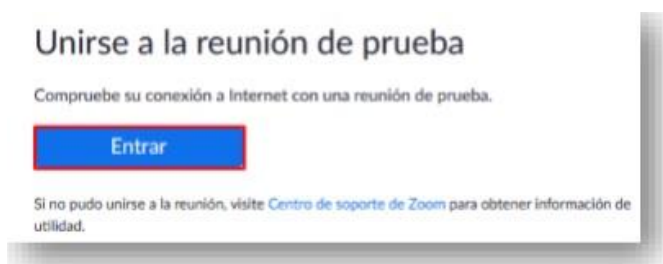 Unirse a la reunión de prueba
Compruebe su conexión a Internet con una reunión de prueba.
Entrar
Si no pudo unirse a la reunión, visite Centro de soporte de Zoom para obtener información de
utilidad.